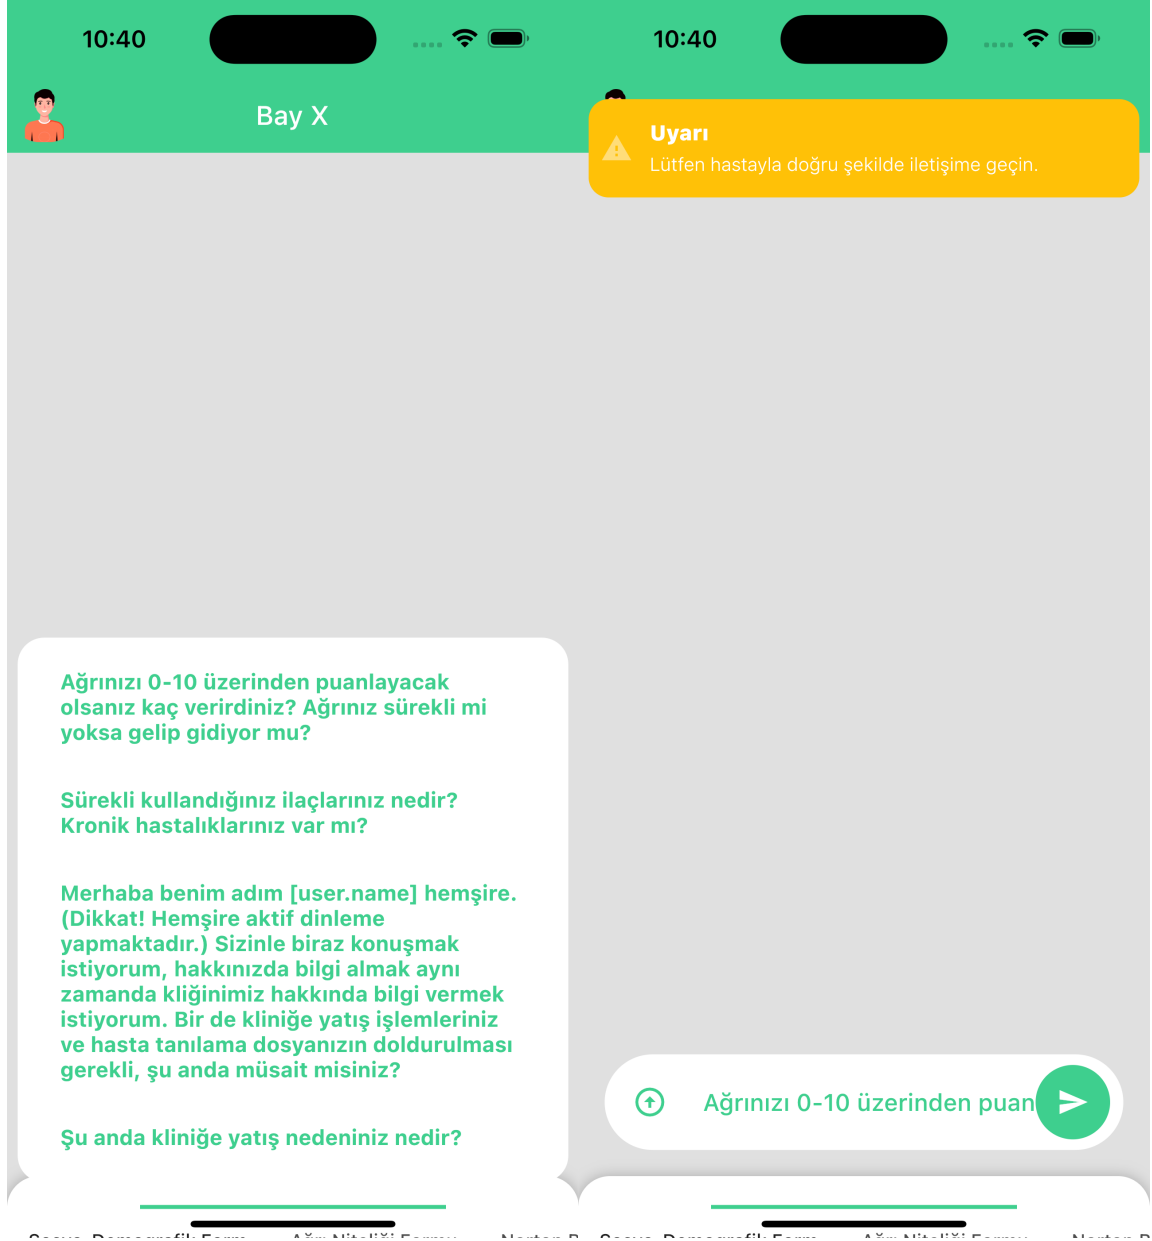 10:40
Bay X
Ağrınızı 0-10 üzerinden puanlayacak
olsanız kaç verirdiniz? Ağrınız sürekli mi
yoksa gelip gidiyor mu?
Sürekli kullandığınız ilaçlarınız nedir?
Kronik hastalıklarınız var mı?
Merhaba benim adım [user.name] hemşire.
(Dikkat! Hemşire aktif dinleme
yapmaktadır.) Sizinle biraz konuşmak
istiyorum, hakkınızda bilgi almak aynı
zamanda kliğinimiz hakkında bilgi vermek
istiyorum. Bir de kliniğe yatış işlemleriniz
ve hasta tanılama dosyanızın doldurulması
gerekli, şu anda müsait misiniz?
Şu anda kliniğe yatış nedeniniz nedir?
10:40
Uyarı
Lütfen hastayla doğru şekilde iletişime geçin.
Ağrınızı 0-10 üzerinden puan